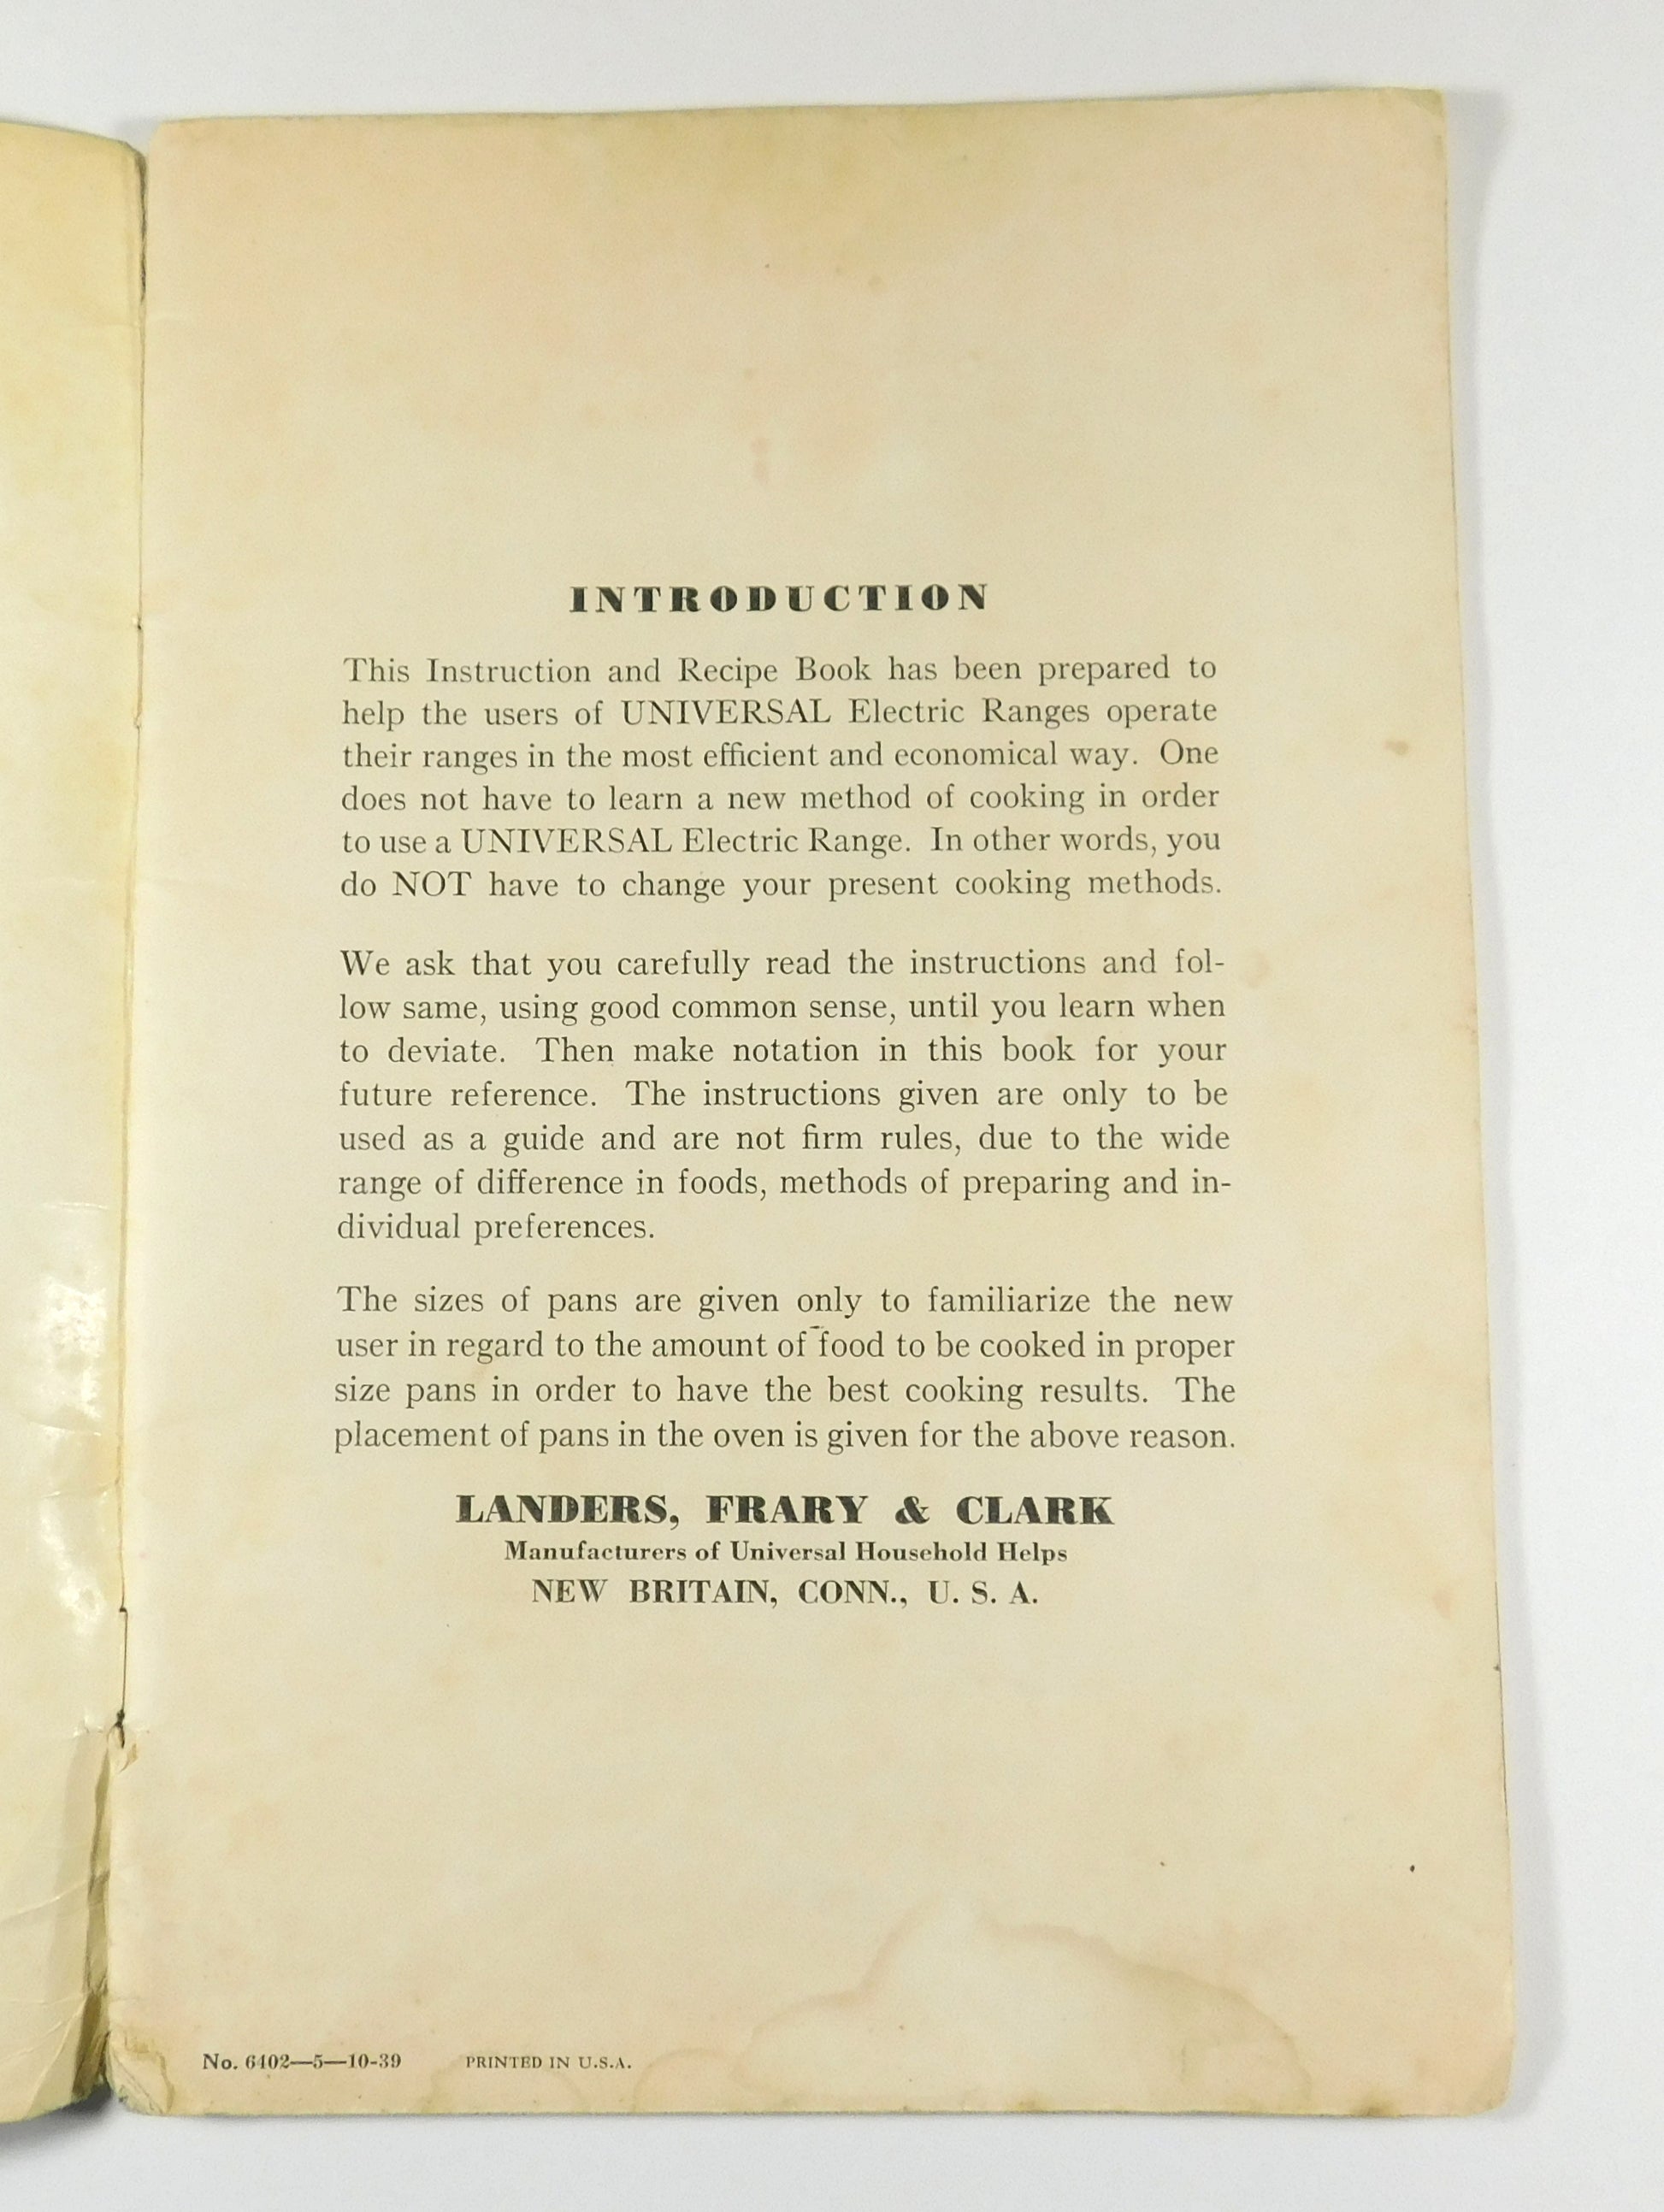 INTRODUCTION
This Instruction and Recipe Book has been prepared to
help the users of UNIVERSAL Electric Ranges operate
their ranges in the most efficient and economical way. One
does not have to learn a new method of cooking in order
to use a UNIVERSAL Electric Range. In other words, you
do NOT have to change your present cooking methods.
We ask that you carefully read the instructions and fol-
low same, using good common sense, until you learn when
to deviate. Then make notation in this book for your
future reference. The instructions given are only to be
used as a guide and are not firm rules, due to the wide
range of difference in foods, methods of preparing and in-
dividual preferences.
The sizes of pans are given only to familiarize the new
user in regard to the amount of food to be cooked in proper
size pans in order to have the best cooking results. The
placement of pans in the oven is given for the above reason.
LANDERS, FRARY & CLARK
Manufacturers of Universal Household Helps
NEW BRITAIN, CONN., U. S. A.
No. 6402—5—10-39 PRINTED IN U.S.A.